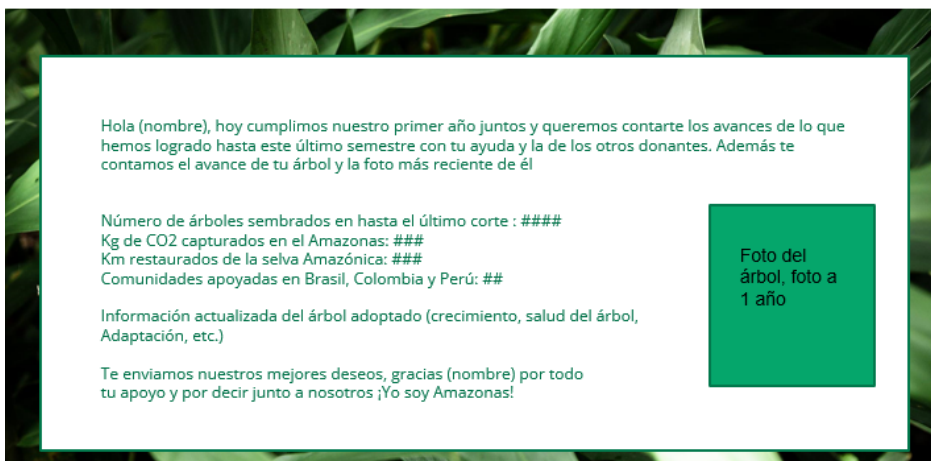 Hola (nombre), hoy cumplimos nuestro primer año juntos y queremos contarte los avances de lo que
hemos logrado hasta este último semestre con tu ayuda y la de los otros donantes. Además te
contamos el avance de tu árbol y la foto más reciente de él
Número de árboles sembrados en hasta el último corte : ####
Kg de CO2 capturados en el Amazonas: ###
Km restaurados de la selva Amazónica: ###
Comunidades apoyadas en Brasil, Colombia y Perú: ##
Información actualizada del árbol adoptado (crecimiento, salud del árbol,
Adaptación, etc.)
Te enviamos nuestros mejores deseos, gracias (nombre) por todo
tu apoyo y por decir junto a nosotros ¡Yo soy Amazonas!
Foto del
árbol, foto a
1 año